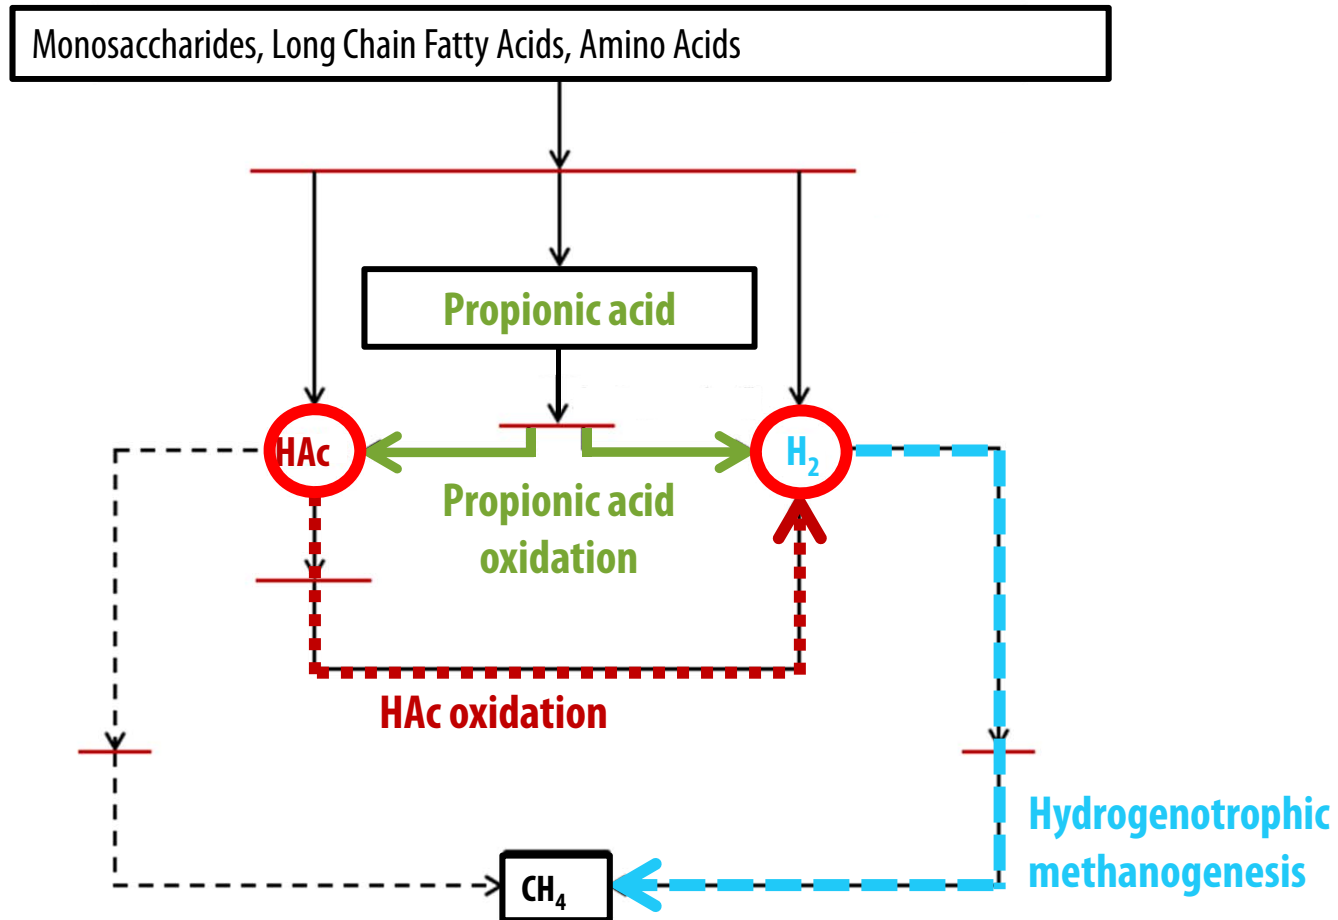 Monosaccharides, Long Chain Fatty Acids, Amino Acids
Propionic acid
HAc
H₂
Propionic acid
oxidation
HAc oxidation
Hydrogenotrophic
methanogenesis
CH₄